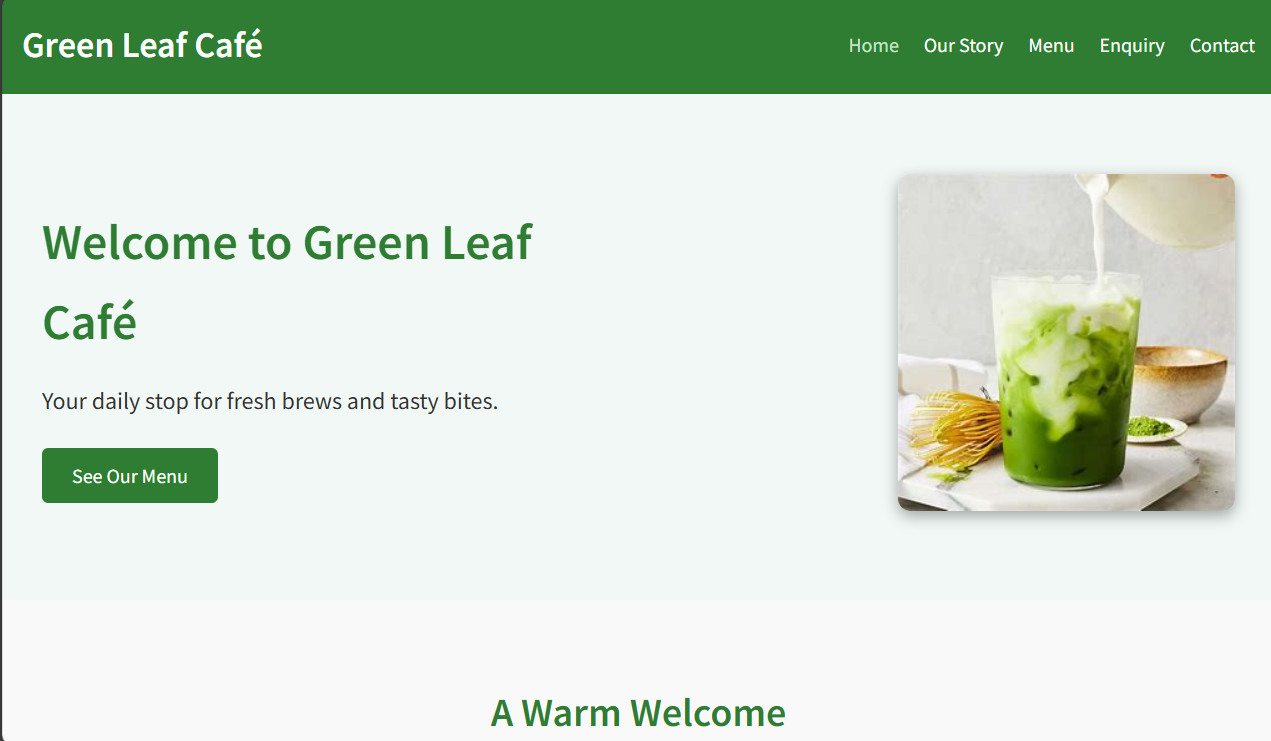 Green Leaf Café
Home Our Story Menu Enquiry Contact
Welcome to Green Leaf
Café
Your daily stop for fresh brews and tasty bites.
See Our Menu
A Warm Welcome